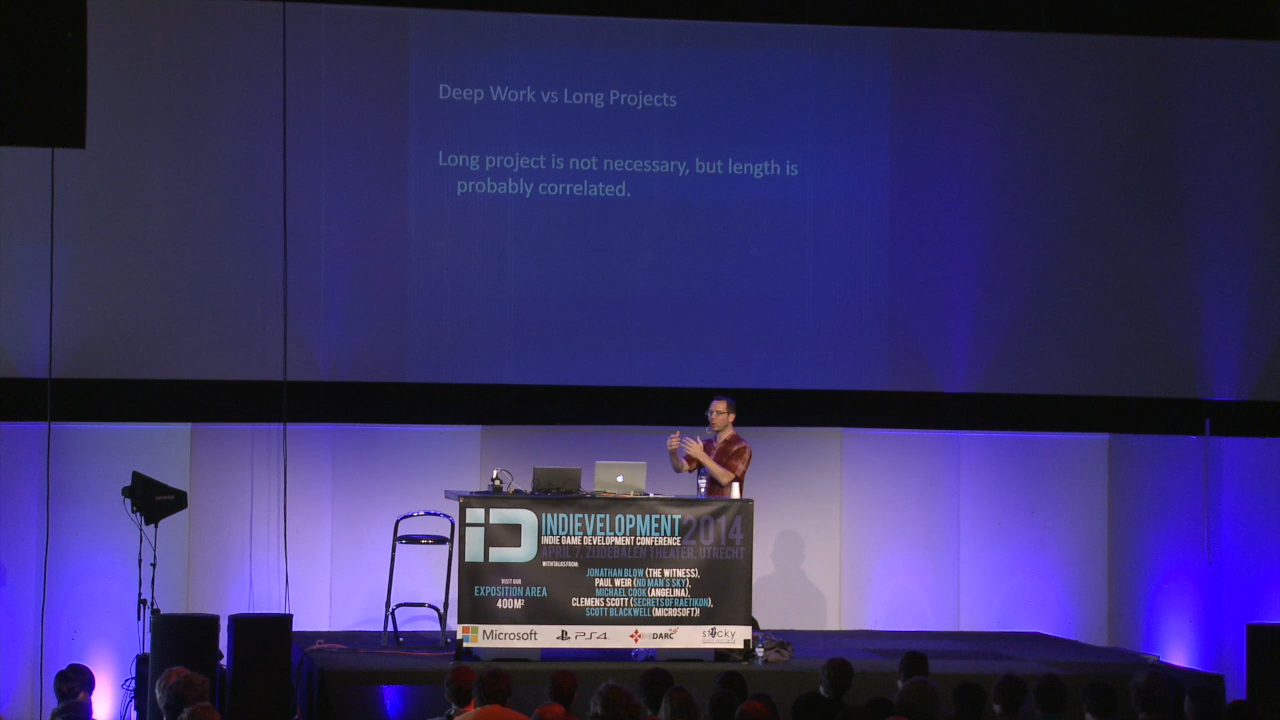 Deep Work vs Long Projects
Long project is not necessary, but length is
probably correlated.
iD
INDIEVELOPMENT 2014
INDIE GAME DEVELOPMENT CONFERENCE
APRIL 7, ZIJDEBALEN THEATER, UTRECHT
WITH TALKS FROM:
JONATHAN BLOW (THE WITNESS),
PAUL WEIR (NO MAN'S SKY),
MICHAEL COOK (ANGELINA),
CLEMENS SCOTT (SECRETS OF RAETIKON),
SCOTT BLACKWELL (MICROSOFT)!
VISIT OUR
EXPOSITION AREA
400M²
Microsoft
PS4
DARC